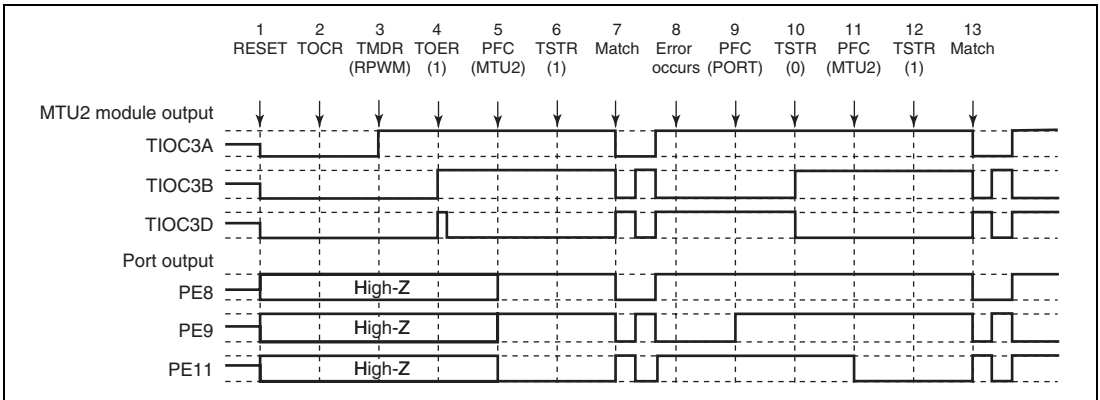 1 2 3 4 5 6 7 8 9 10 11 12 13
RESET TOCR TMDR TOER PFC TSTR Match Error PFC TSTR PFC TSTR Match
(RPWM) (1) (MTU2) (1) occurs (PORT) (0) (MTU2) (1)
MTU2 module output
TIOC3A
TIOC3B
TIOC3D
Port output
PE8 High-Z
PE9 High-Z
PE11 High-Z